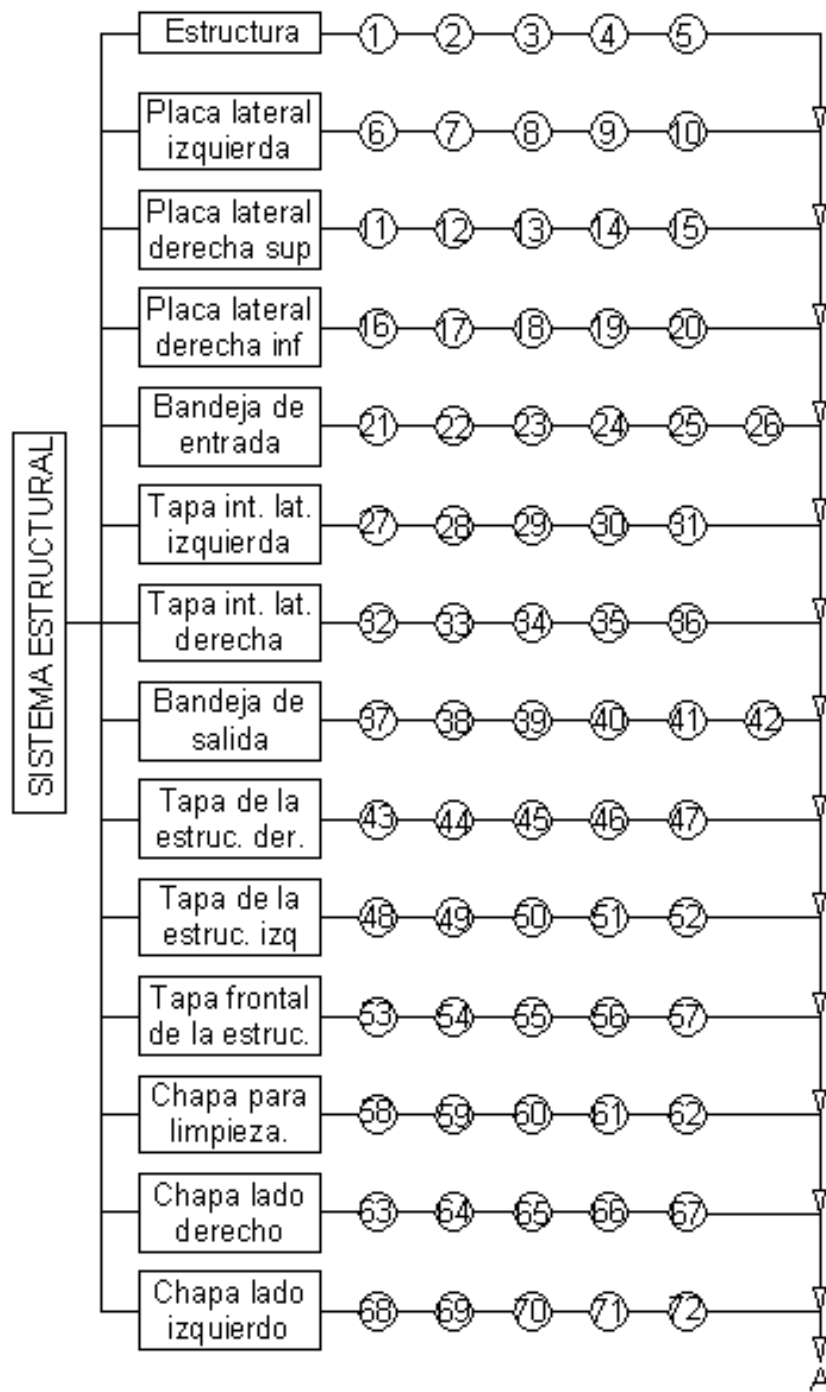 Estructura 1 2 3 4 5
Placa lateral
izquierda
6 7 8 9 10
Placa lateral
derecha sup
11 12 13 14 15
Placa lateral
derecha inf
16 17 18 19 20
Bandeja de
entrada
21 22 23 24 25 26
Tapa int. lat.
izquierda
27 28 29 30 31
Tapa int. lat.
derecha
32 33 34 35 36
Bandeja de
salida
37 38 39 40 41 42
Tapa de la
estruc. der.
43 44 45 46 47
Tapa de la
estruc. izq
48 49 50 51 52
Tapa frontal
de la estruc.
53 54 55 56 57
Chapa para
limpieza.
58 59 60 61 62
Chapa lado
derecho
63 64 65 66 67
Chapa lado
izquierdo
68 69 70 71 72
SISTEMA ESTRUCTURAL
A